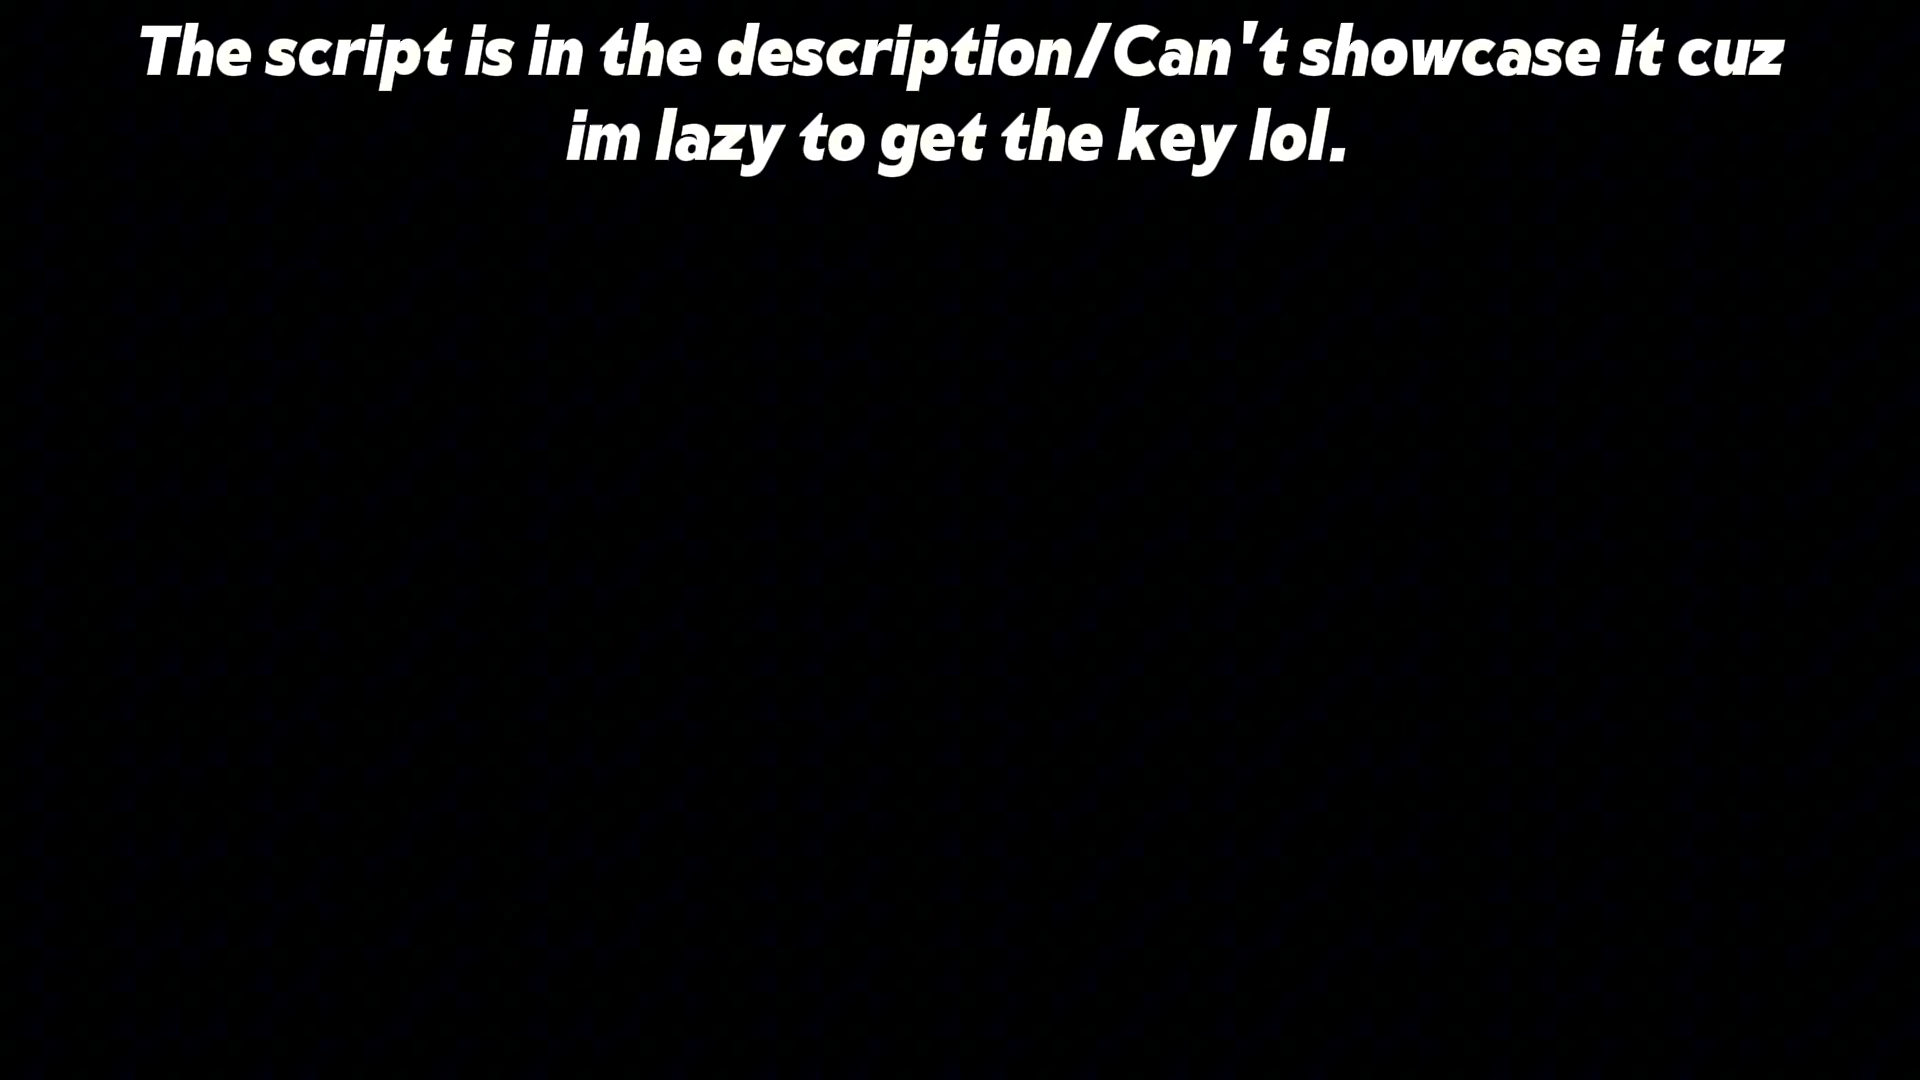 The script is in the description/Can't showcase it cuz
im lazy to get the key lol.